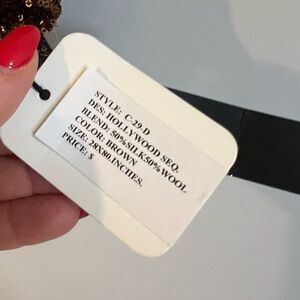 STYLE: C-29-D
DES: HOLLYWOOD SEQ.
BLEND: 50%SILK50%WOOL
COLOR: BROWN
SIZE: 28X80.INCHES.
PRICE: $